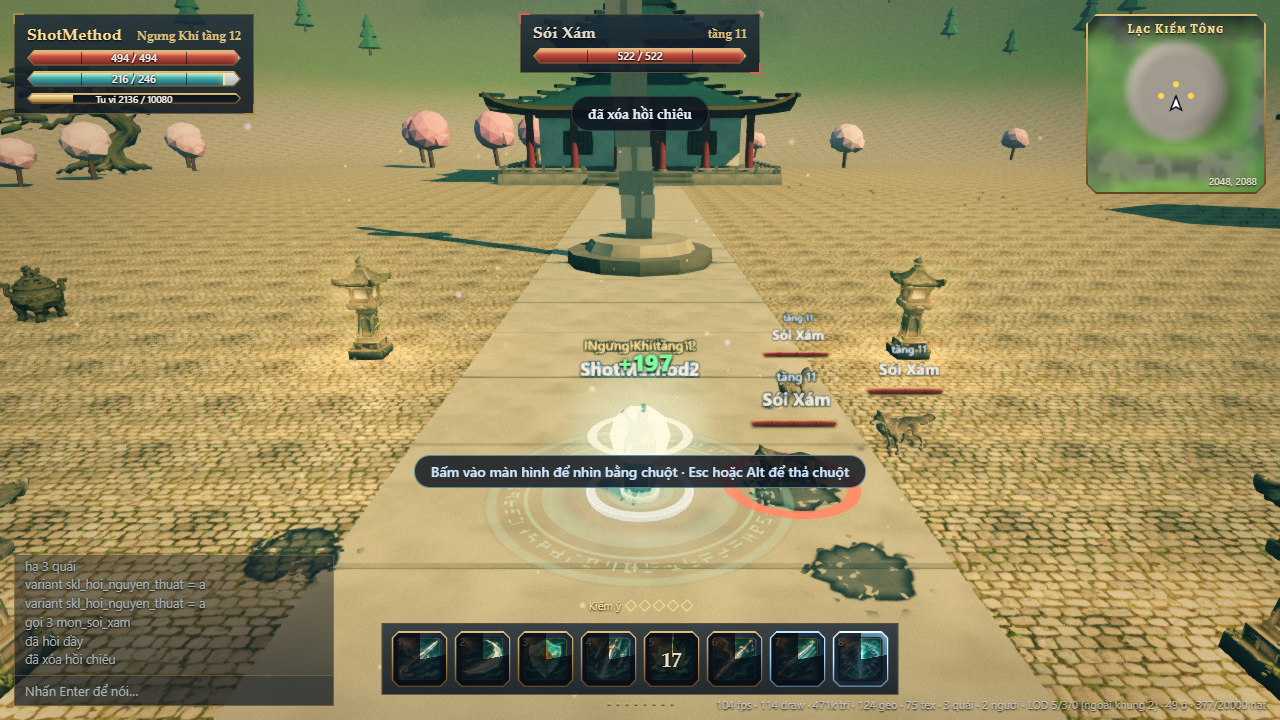 ShotMethod Ngưng Khí tầng 12
494 / 494
216 / 246
Tu vi 2136 / 10080
Sói Xám tầng 11
522 / 522
đã xóa hồi chiêu
LẠC KIẾM TÔNG
2048, 2088
tầng 11
Sói Xám
tầng 11
Sói Xám
tầng 11
Sói Xám
+197
Bấm vào màn hình để nhìn bằng chuột · Esc hoặc Alt để thả chuột
hạ 3 quái
variant skl_hoi_nguyen_thuat = a
variant skl_hoi_nguyen_thuat = a
gọi 3 mon_soi_xam
đã hồi đầy
đã xóa hồi chiêu
Nhấn Enter để nói...
Kiếm ý
17
104 fps · 114 draw · 471k tri · 124 geo · 75 tex · 3 quái · 2 người · LOD 5/3/0 (ngoài khung 2)